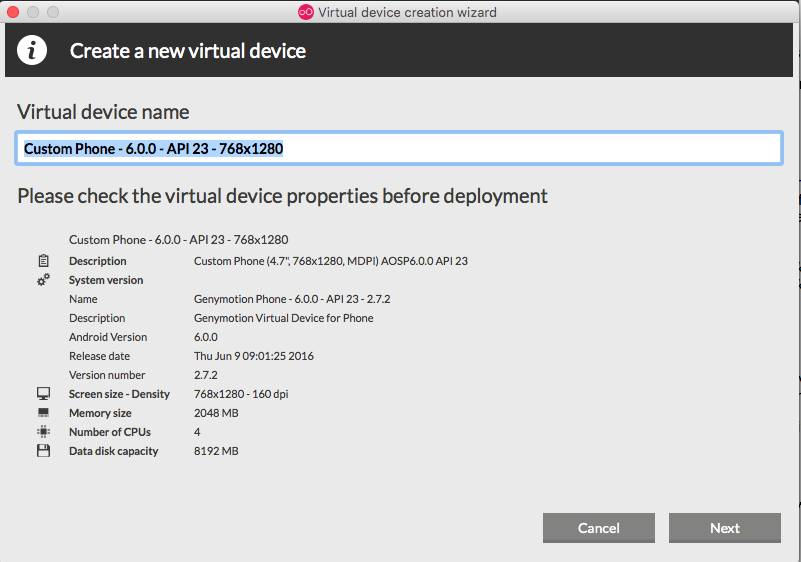 Virtual device creation wizard
Create a new virtual device
Virtual device name
Custom Phone - 6.0.0 - API 23 - 768x1280
Please check the virtual device properties before deployment
Custom Phone - 6.0.0 - API 23 - 768x1280
Description Custom Phone (4.7", 768x1280, MDPI) AOSP6.0.0 API 23
System version
Name Genymotion Phone - 6.0.0 - API 23 - 2.7.2
Description Genymotion Virtual Device for Phone
Android Version 6.0.0
Release date Thu Jun 9 09:01:25 2016
Version number 2.7.2
Screen size - Density 768x1280 - 160 dpi
Memory size 2048 MB
Number of CPUs 4
Data disk capacity 8192 MB
Cancel Next